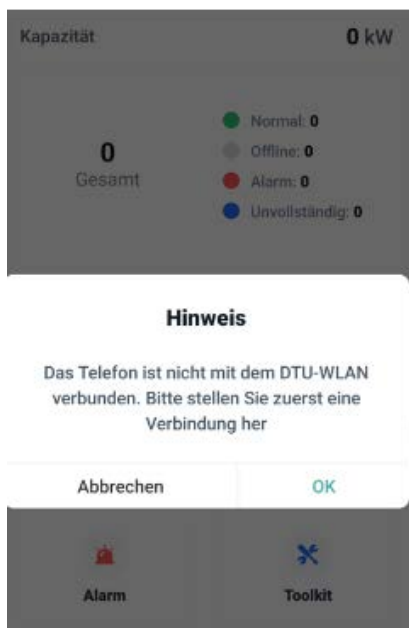 Kapazität 0 kW
Normal: 0
0
Offline: 0
Gesamt
Alarm: 0
Unvollständig: 0
Hinweis
Das Telefon ist nicht mit dem DTU-WLAN
verbunden. Bitte stellen Sie zuerst eine
Verbindung her
Abbrechen OK
Alarm Toolkit